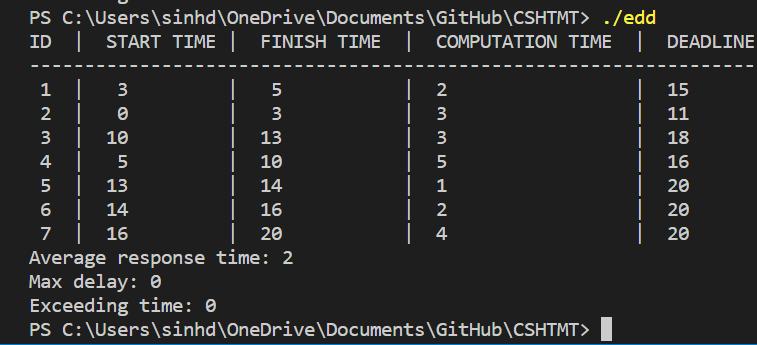 PS C:\Users\sinhd\OneDrive\Documents\GitHub\CSHTMT> ./edd
ID | START TIME | FINISH TIME | COMPUTATION TIME | DEADLINE
------------------------------------------------------------------
1 | 3 | 5 | 2 | 15
2 | 0 | 3 | 3 | 11
3 | 10 | 13 | 3 | 18
4 | 5 | 10 | 5 | 16
5 | 13 | 14 | 1 | 20
6 | 14 | 16 | 2 | 20
7 | 16 | 20 | 4 | 20
Average response time: 2
Max delay: 0
Exceeding time: 0
PS C:\Users\sinhd\OneDrive\Documents\GitHub\CSHTMT>